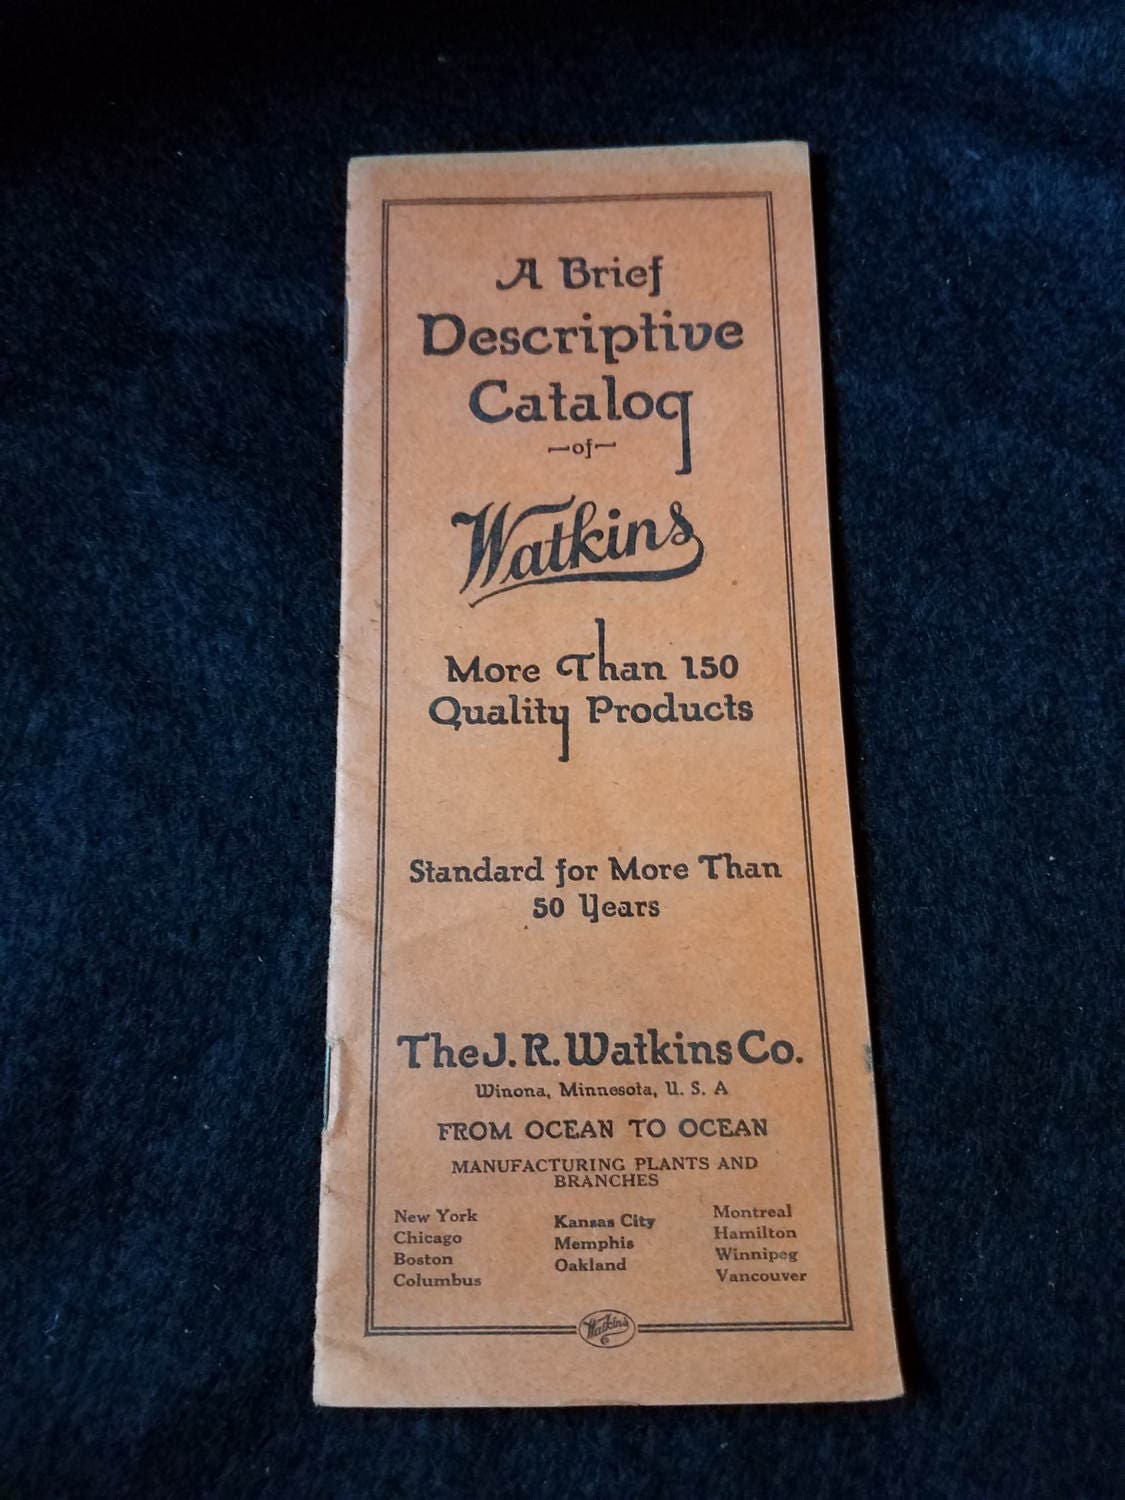 A Brief
Descriptive
Catalog
—of—
Watkins
More Than 150
Quality Products
Standard for More Than
50 Years
The J. R. Watkins Co.
Winona, Minnesota, U. S. A
FROM OCEAN TO OCEAN
MANUFACTURING PLANTS AND
BRANCHES
New York
Chicago
Boston
Columbus
Kansas City
Memphis
Oakland
Montreal
Hamilton
Winnipeg
Vancouver
Watkins